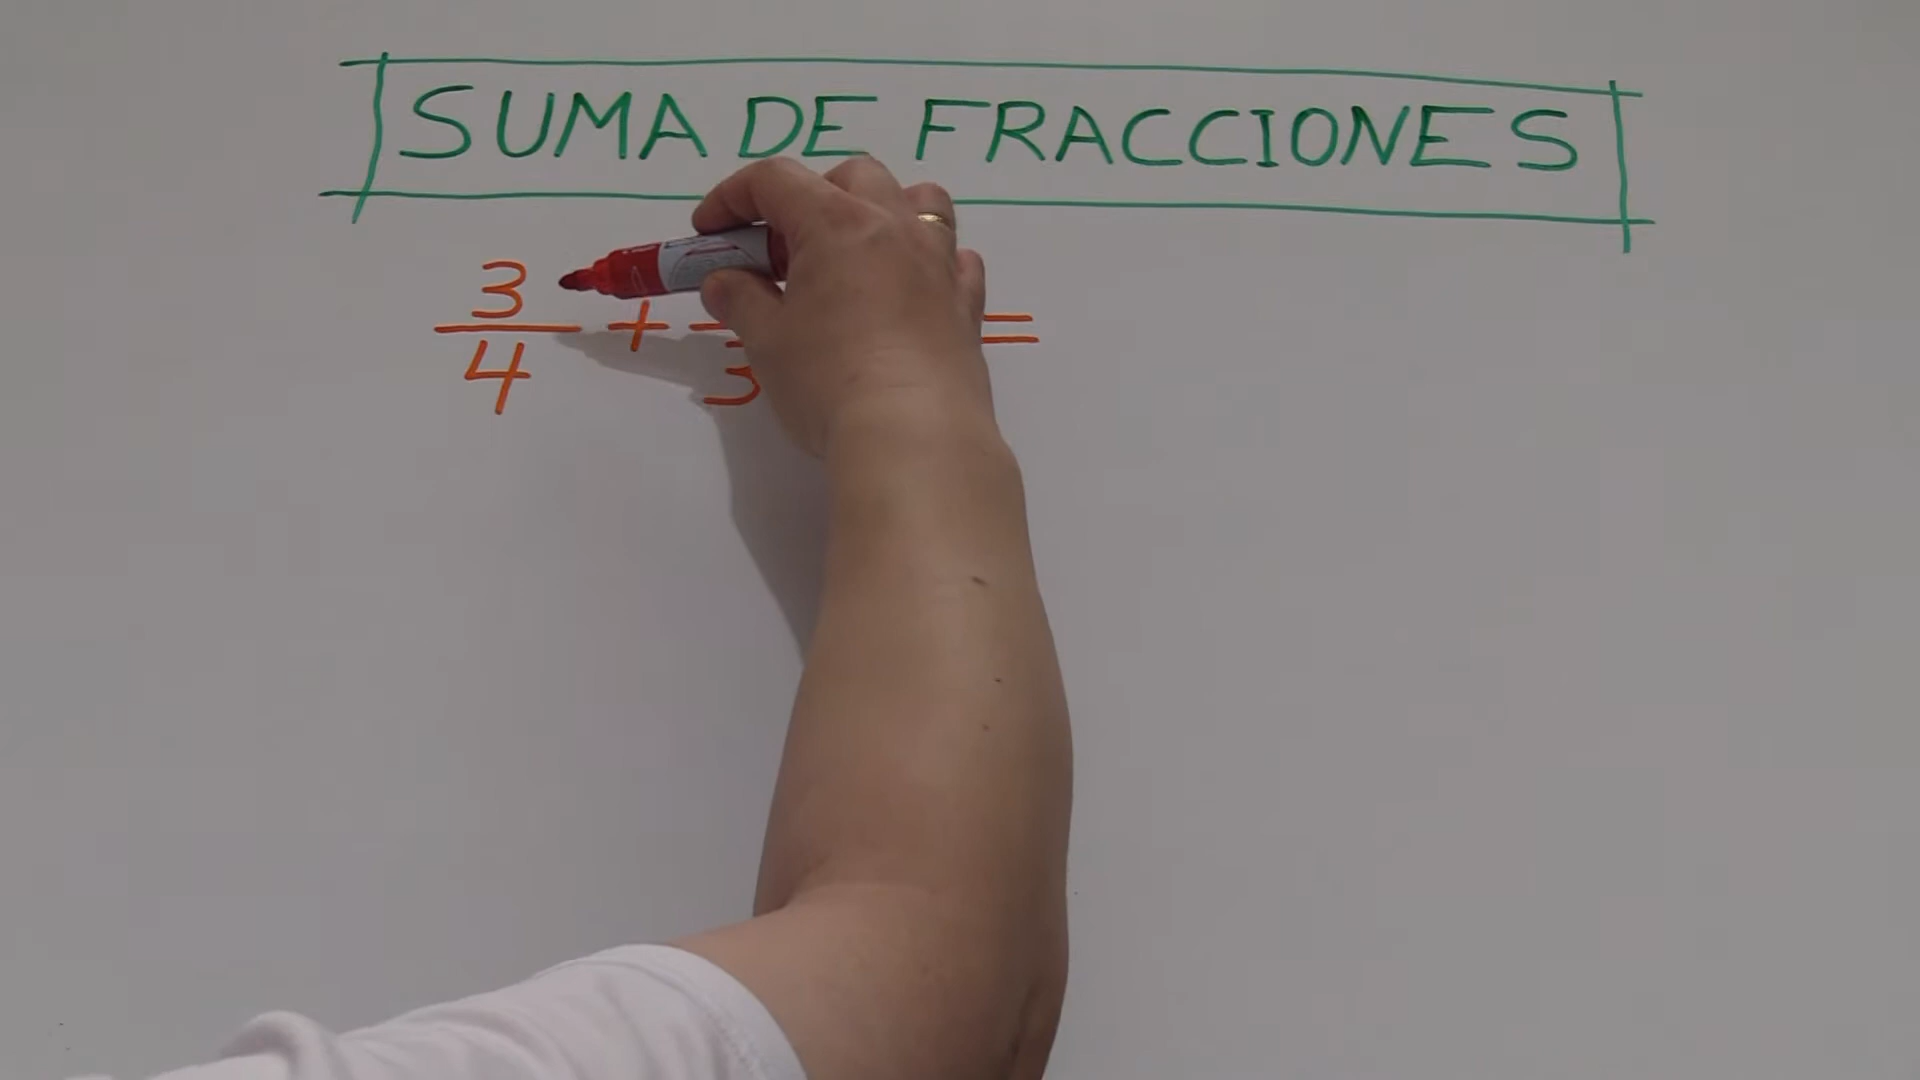 SUMA DE FRACCIONES
3/4 + /3 =